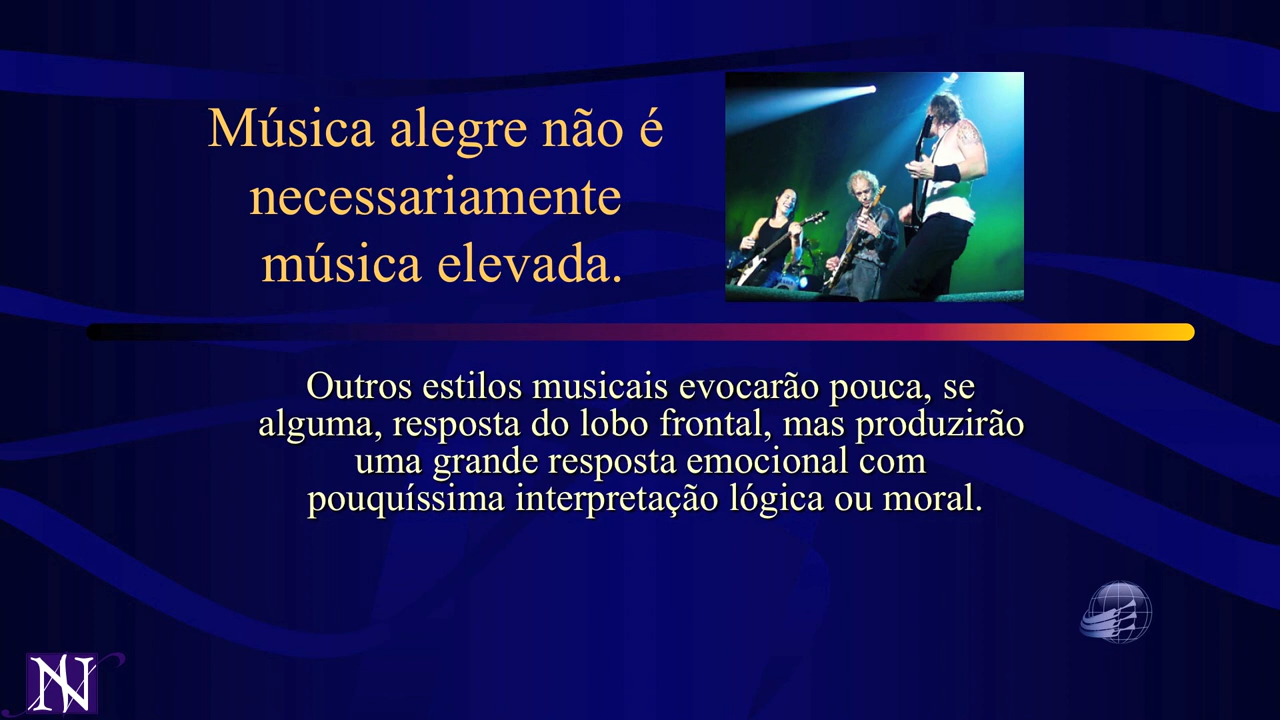 Música alegre não é
necessariamente
música elevada.
Outros estilos musicais evocarão pouca, se
alguma, resposta do lobo frontal, mas produzirão
uma grande resposta emocional com
pouquíssima interpretação lógica ou moral.
N